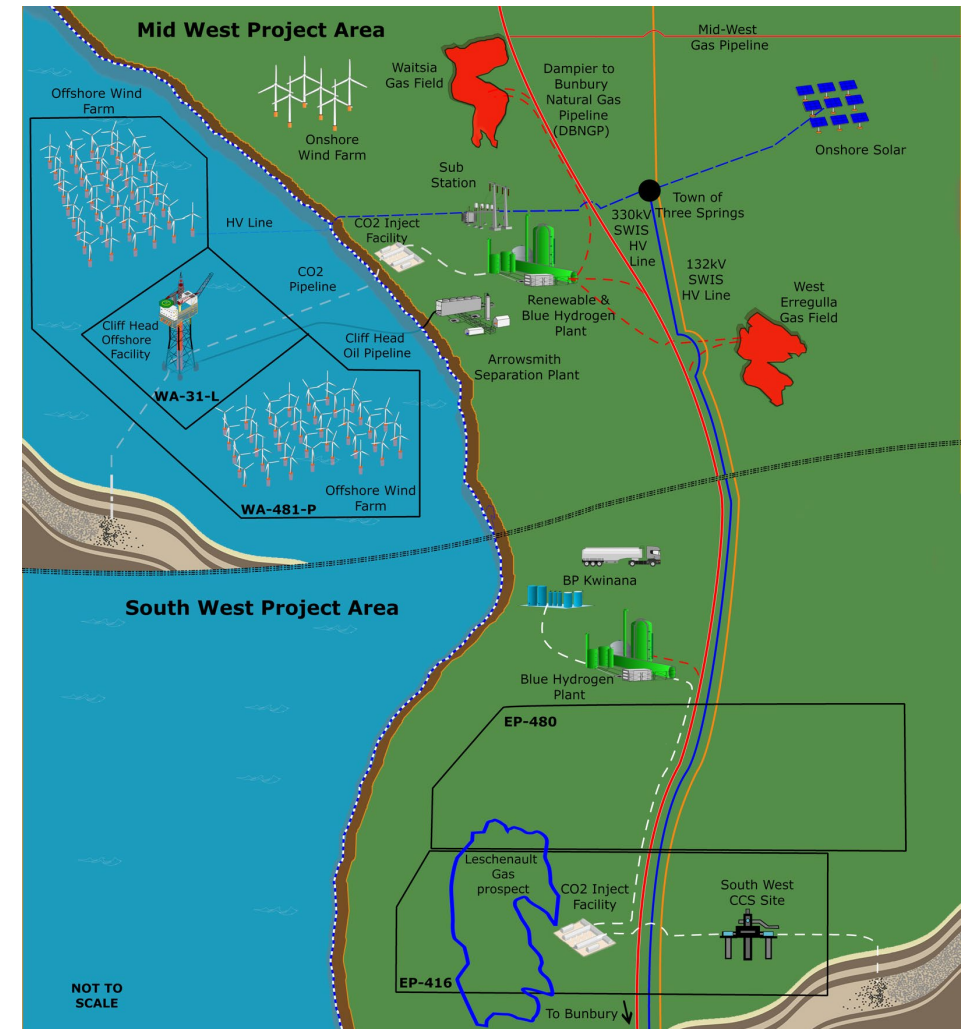 Mid West Project Area
Mid-West
Gas Pipeline
Waitsia
Gas Field
Dampier to
Bunbury
Natural Gas
Pipeline
(DBNGP)
Offshore Wind
Farm
Onshore
Wind Farm
Onshore Solar
Sub
Station
Town of
Three Springs
HV Line
CO2 Inject
Facility
330kV
SWIS
HV
Line
132kV
SWIS
HV Line
CO2
Pipeline
Renewable &
Blue Hydrogen
Plant
West
Erregulla
Gas Field
Cliff Head
Offshore
Facility
Cliff Head
Oil Pipeline
Arrowsmith
Separation Plant
WA-31-L
Offshore Wind
Farm
WA-481-P
South West Project Area
BP Kwinana
Blue Hydrogen
Plant
EP-480
Leschenault
Gas
prospect
CO2 Inject
Facility
South West
CCS Site
EP-416
NOT TO
SCALE
To Bunbury